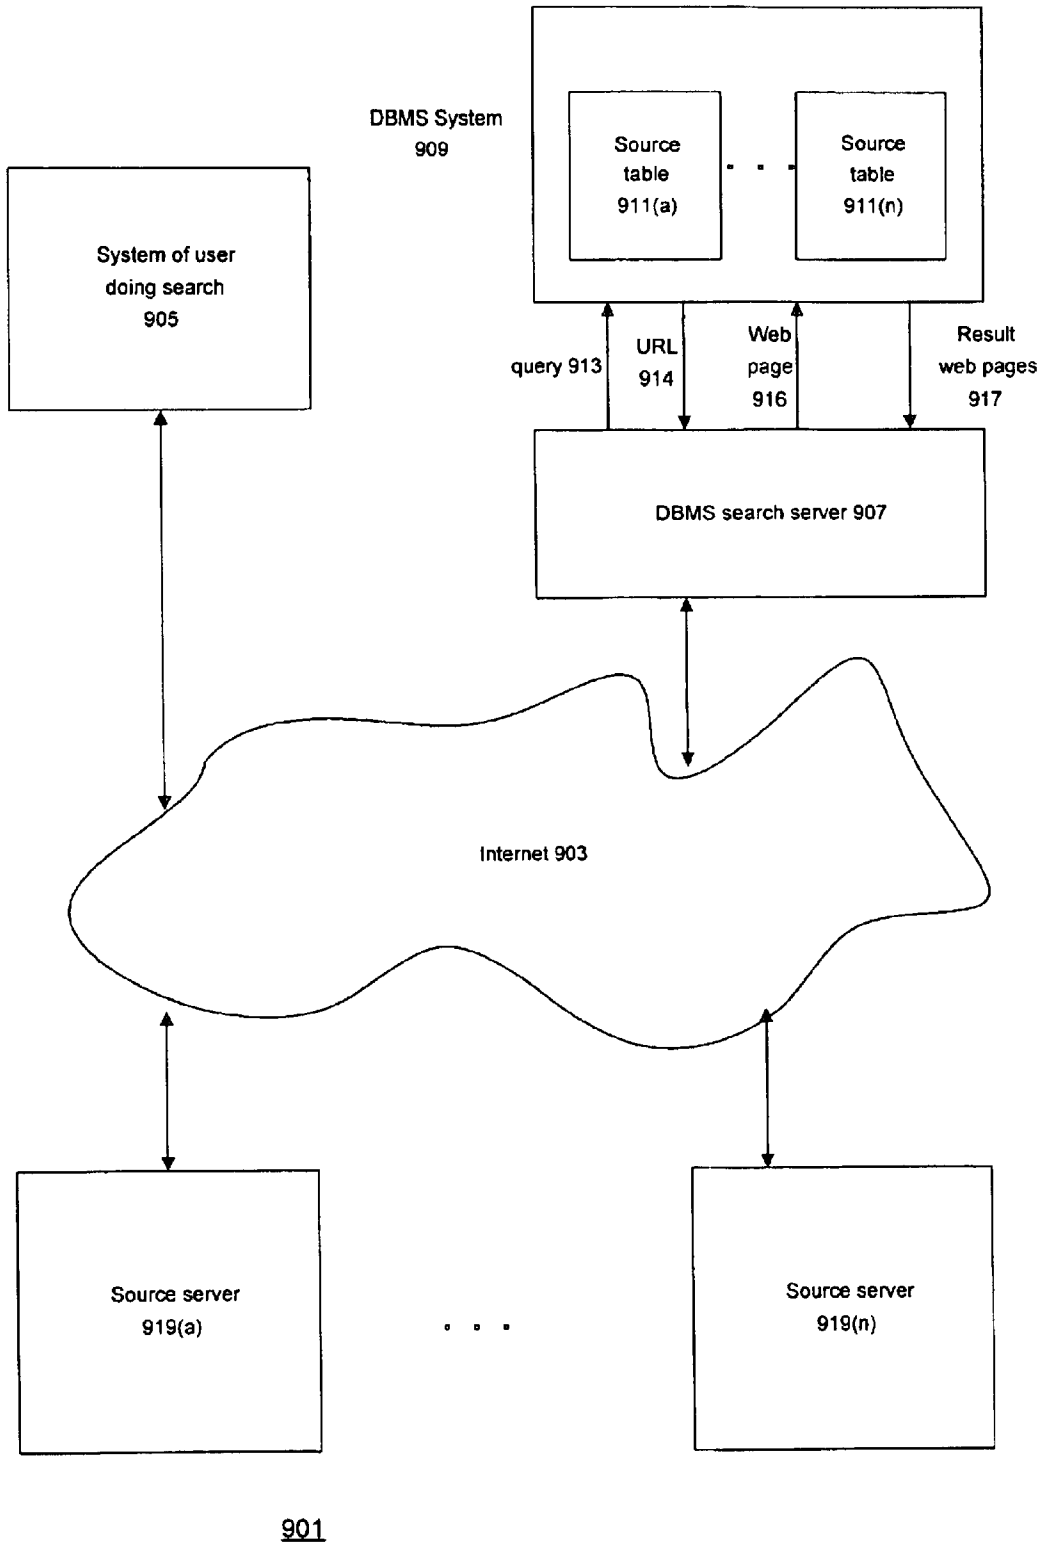 DBMS System
909
Source
table
911(a)
Source
table
911(n)
System of user
doing search
905
query 913
URL
914
Web
page
916
Result
web pages
917
DBMS search server 907
Internet 903
Source server
919(a)
Source server
919(n)
901